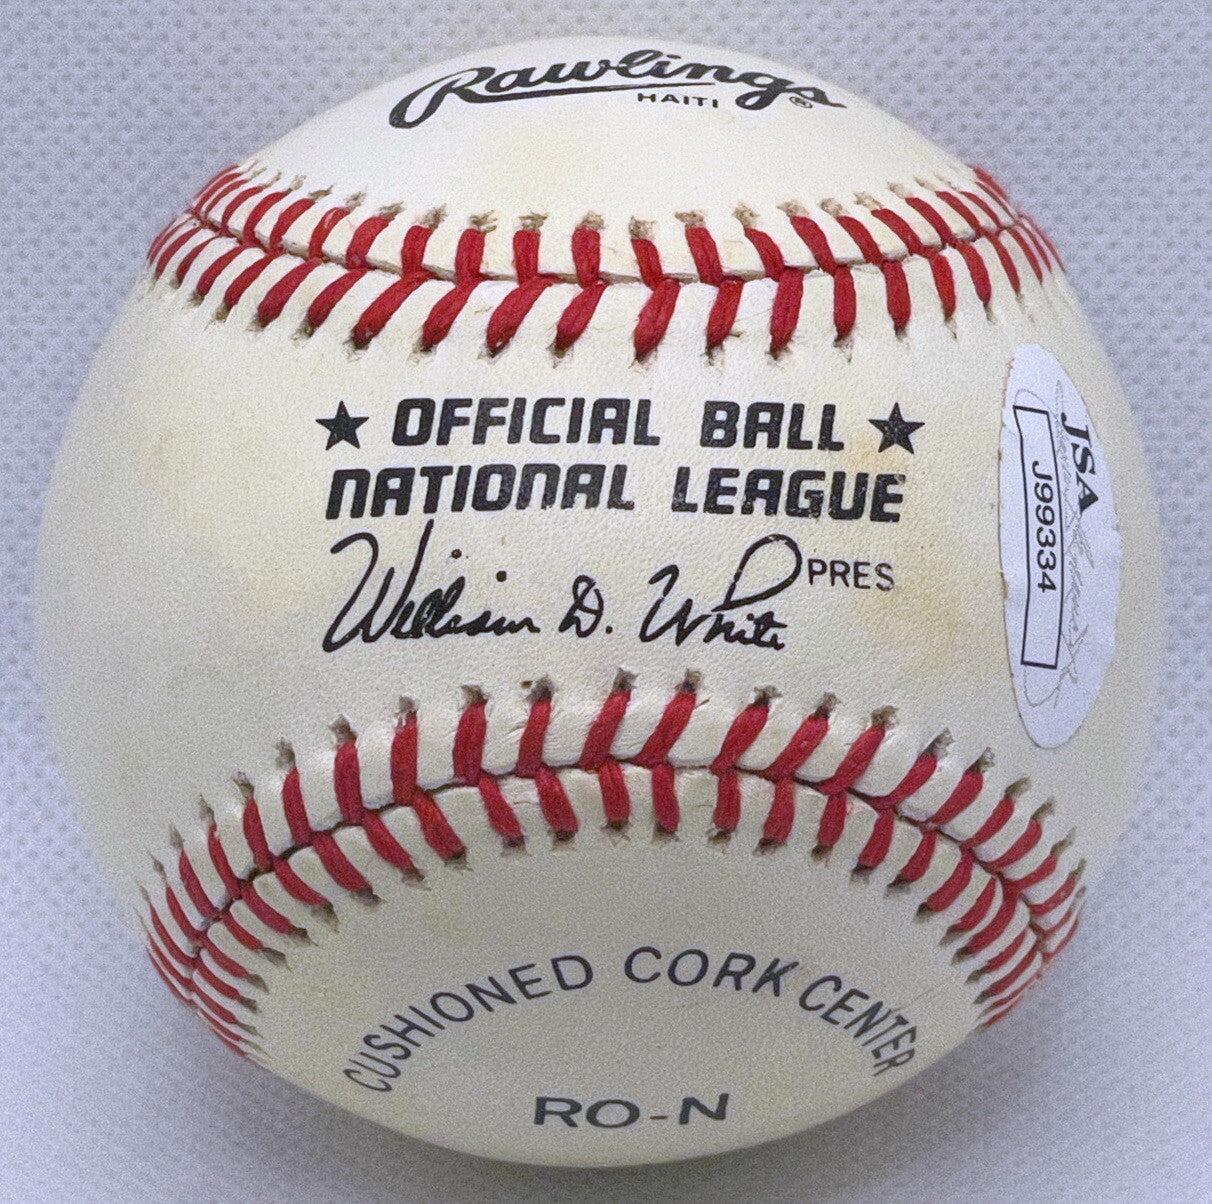 Rawlings®
HAITI
★ OFFICIAL BALL ★
NATIONAL LEAGUE
William D. White PRES
JSA
J99334
CUSHIONED CORK CENTER
RO-N